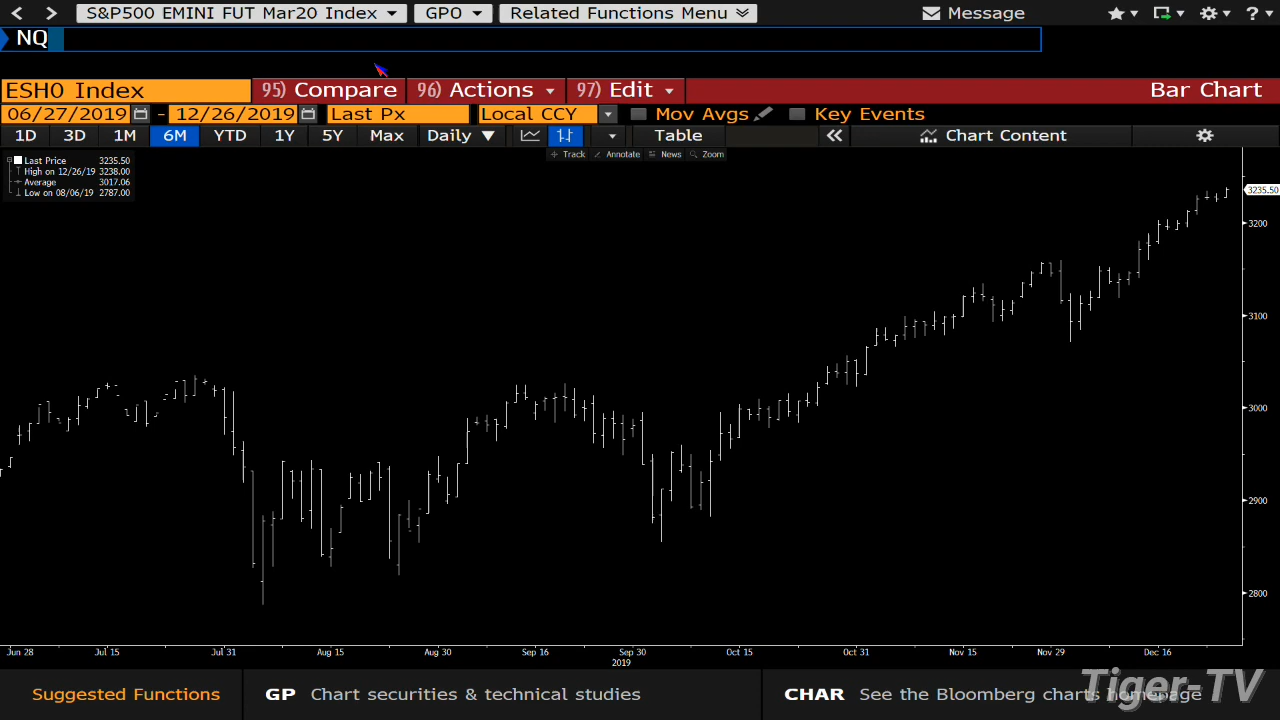 S&P500 EMINI FUT Mar20 Index GPO Related Functions Menu Message ?
NQ
ESH0 Index 95) Compare 96) Actions 97) Edit Bar Chart
06/27/2019 - 12/26/2019 Last Px Local CCY Mov Avgs Key Events
1D 3D 1M 6M YTD 1Y 5Y Max Daily ▼ Table « Chart Content
Track Annotate News Zoom
Last Price 3235.50
High on 12/26/19 3238.00
Average 3017.06
Low on 08/06/19 2787.00
3235.50
3200
3100
3000
2900
2800
Jun 28 Jul 15 Jul 31 Aug 15 Aug 30 Sep 16 Sep 30 Oct 15 Oct 31 Nov 15 Nov 29 Dec 16
2019
Suggested Functions GP Chart securities & technical studies CHAR See the Bloomberg charts homepage
Tiger-TV